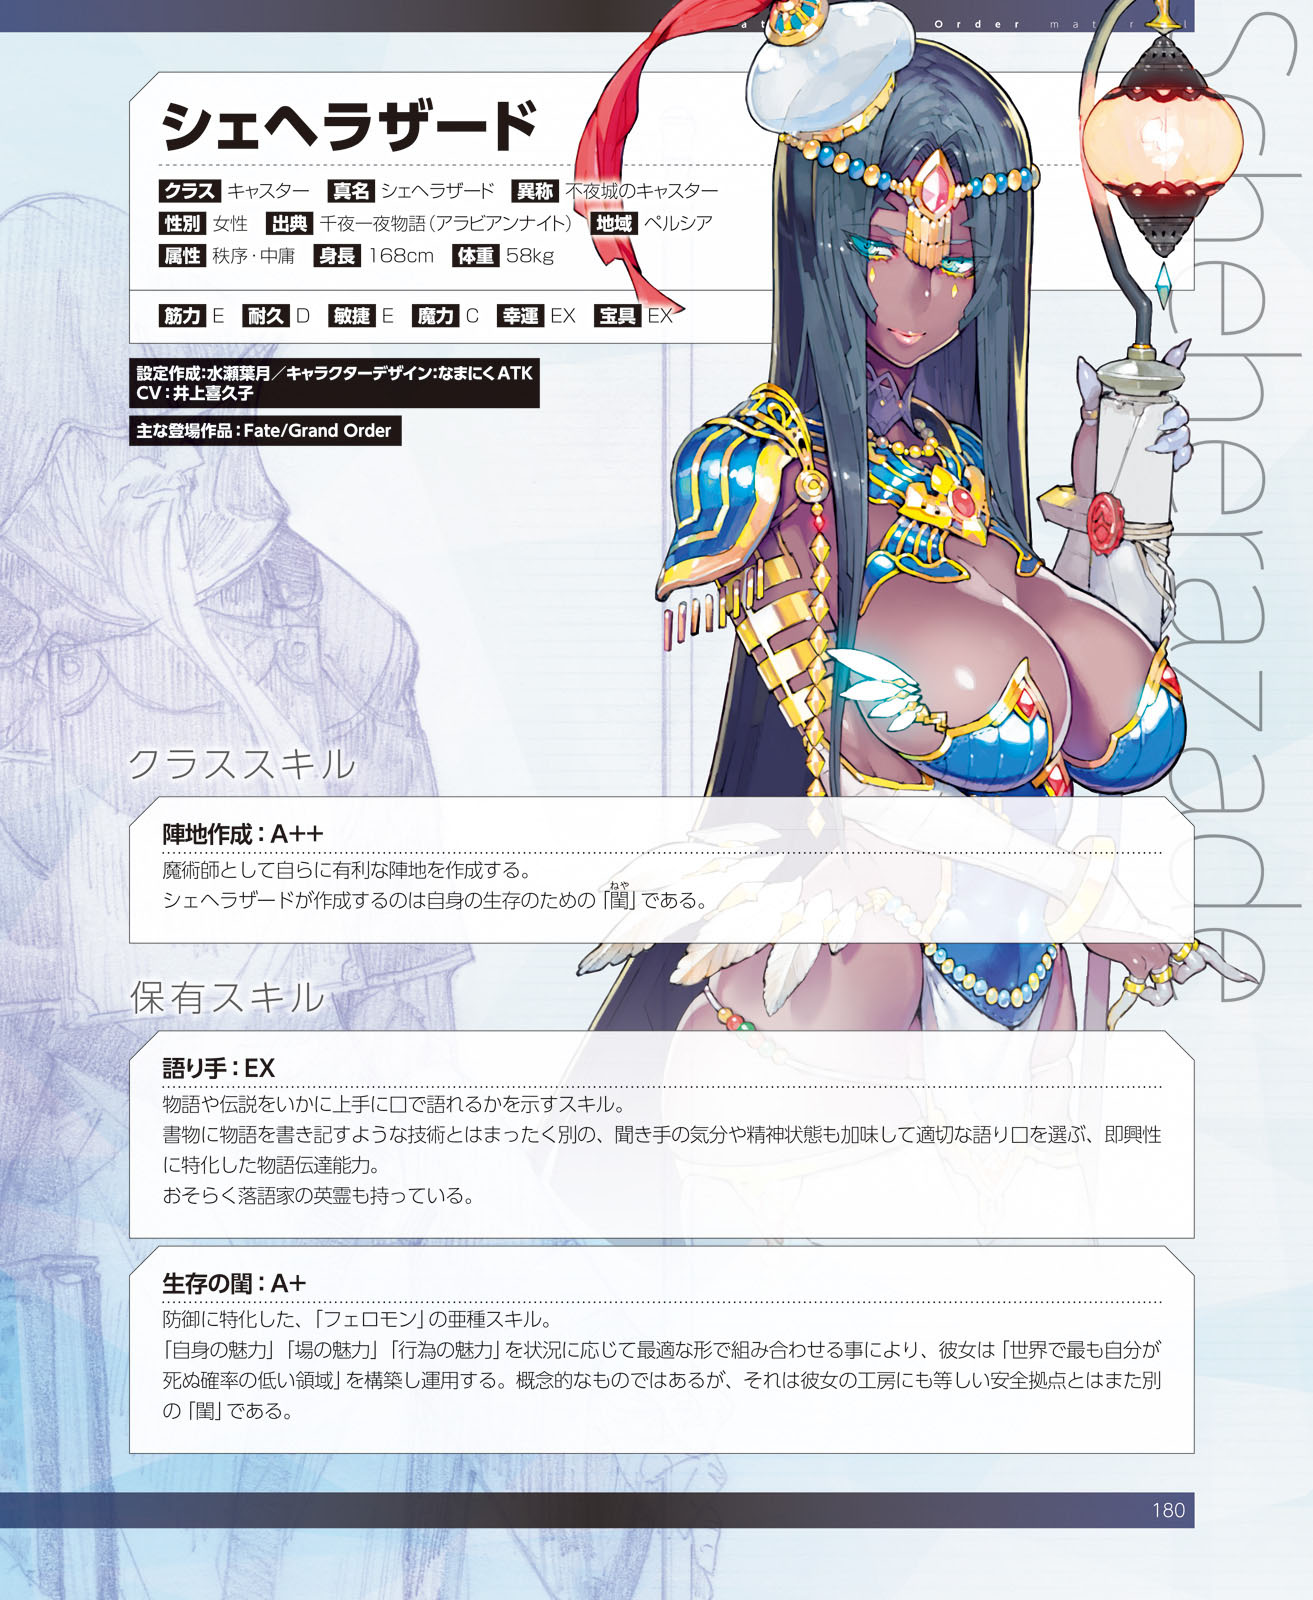 Order material
シェヘラザード
クラス キャスター 真名 シェヘラザード 異称 不夜城のキャスター
性別 女性 出典 千夜一夜物語(アラビアンナイト) 地域 ペルシア
属性 秩序・中庸 身長 168cm 体重 58kg
筋力 E 耐久 D 敏捷 E 魔力 C 幸運 EX 宝具 EX
設定作成:水瀬葉月/キャラクターデザイン:なまにくATK
CV:井上喜久子
主な登場作品:Fate/Grand Order
Scheherazade
クラススキル
陣地作成:A++
魔術師として自らに有利な陣地を作成する。
ねや
シェヘラザードが作成するのは自身の生存のための「閨」である。
保有スキル
語り手:EX
物語や伝説をいかに上手に口で語れるかを示すスキル。
書物に物語を書き記すような技術とはまったく別の、聞き手の気分や精神状態も加味して適切な語り口を選ぶ、即興性
に特化した物語伝達能力。
おそらく落語家の英霊も持っている。
生存の閨:A+
防御に特化した、「フェロモン」の亜種スキル。
「自身の魅力」「場の魅力」「行為の魅力」を状況に応じて最適な形で組み合わせる事により、彼女は「世界で最も自分が
死ぬ確率の低い領域」を構築し運用する。概念的なものではあるが、それは彼女の工房にも等しい安全拠点とはまた別
の「閨」である。
180